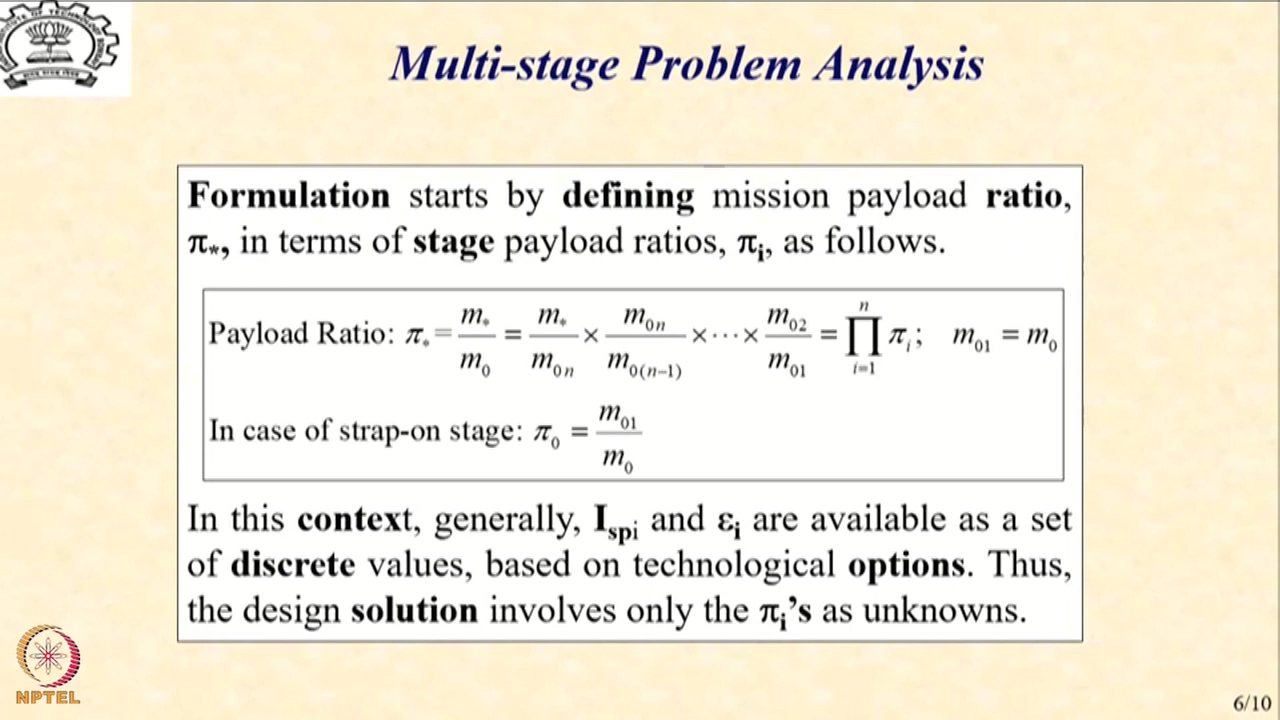 Multi-stage Problem Analysis
Formulation starts by defining mission payload ratio,
π*, in terms of stage payload ratios, πi, as follows.
Payload Ratio: π* = m*/m0 = m*/m0n × m0n/m0(n−1) × ⋯ × m02/m01 = ∏(i=1 to n) πi; m01 = m0
In case of strap-on stage: π0 = m01/m0
In this context, generally, Ispi and εi are available as a set
of discrete values, based on technological options. Thus,
the design solution involves only the πi's as unknowns.
NPTEL
6/10